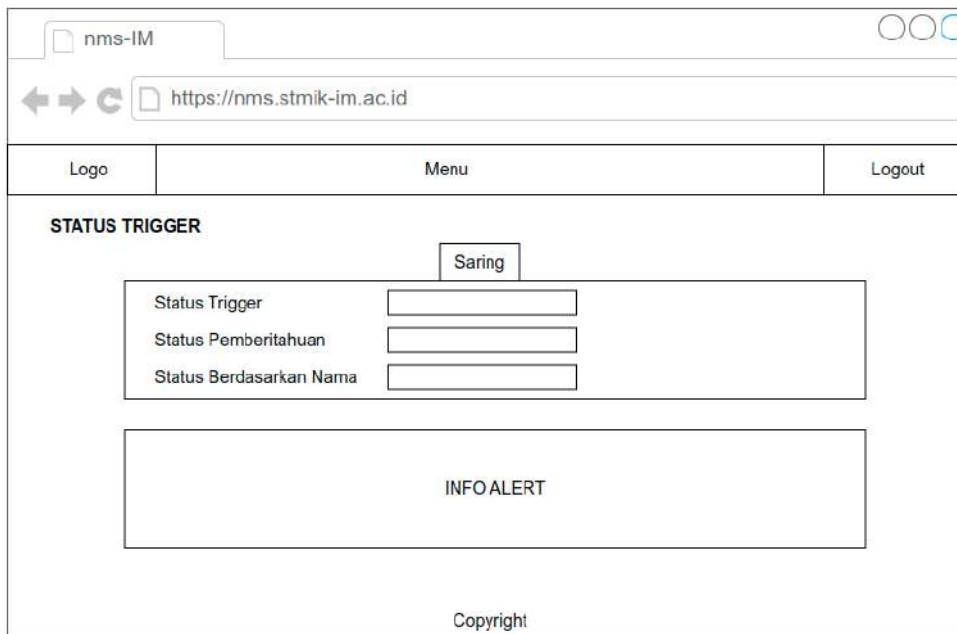 nms-IM
https://nms.stmik-im.ac.id
Logo Menu Logout
STATUS TRIGGER
Saring
Status Trigger
Status Pemberitahuan
Status Berdasarkan Nama
INFO ALERT
Copyright